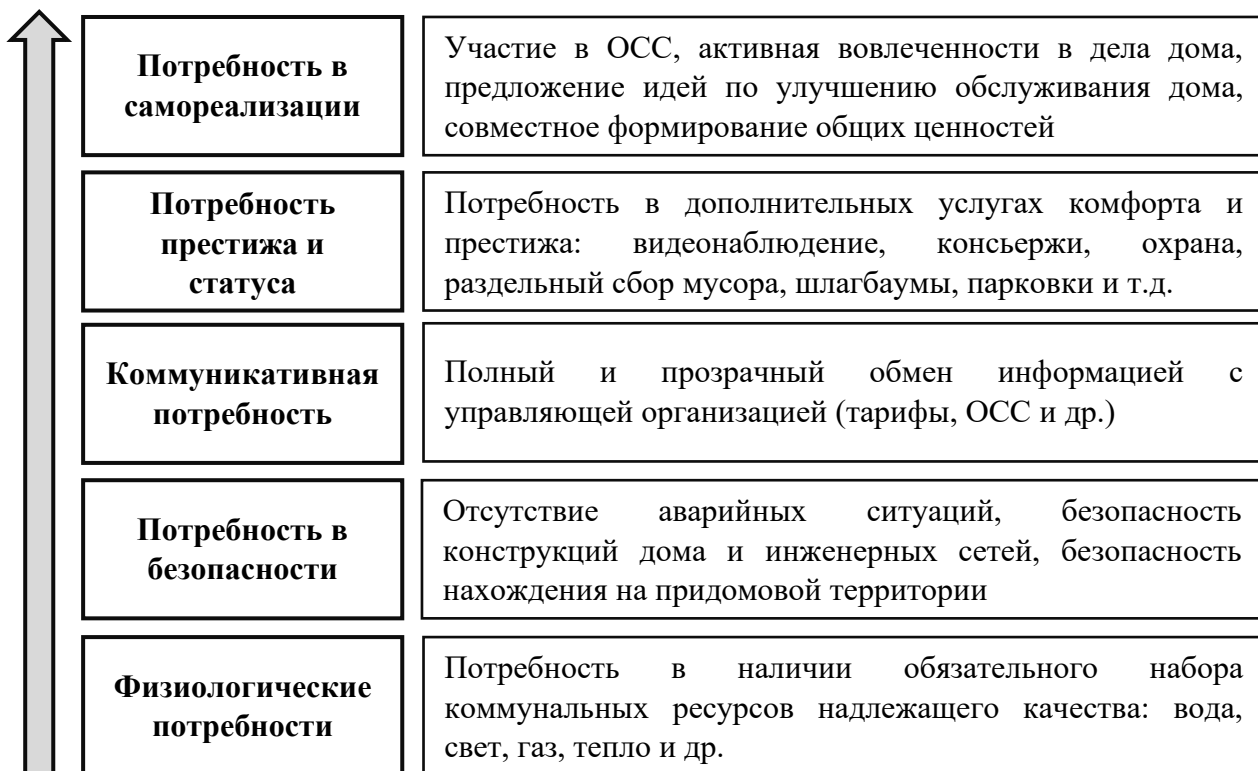 Потребность в
самореализации
Участие в ОСС, активная вовлеченности в дела дома,
предложение идей по улучшению обслуживания дома,
совместное формирование общих ценностей
Потребность
престижа и
статуса
Потребность в дополнительных услугах комфорта и
престижа: видеонаблюдение, консьержи, охрана,
раздельный сбор мусора, шлагбаумы, парковки и т.д.
Коммуникативная
потребность
Полный и прозрачный обмен информацией с
управляющей организацией (тарифы, ОСС и др.)
Потребность в
безопасности
Отсутствие аварийных ситуаций, безопасность
конструкций дома и инженерных сетей, безопасность
нахождения на придомовой территории
Физиологические
потребности
Потребность в наличии обязательного набора
коммунальных ресурсов надлежащего качества: вода,
свет, газ, тепло и др.